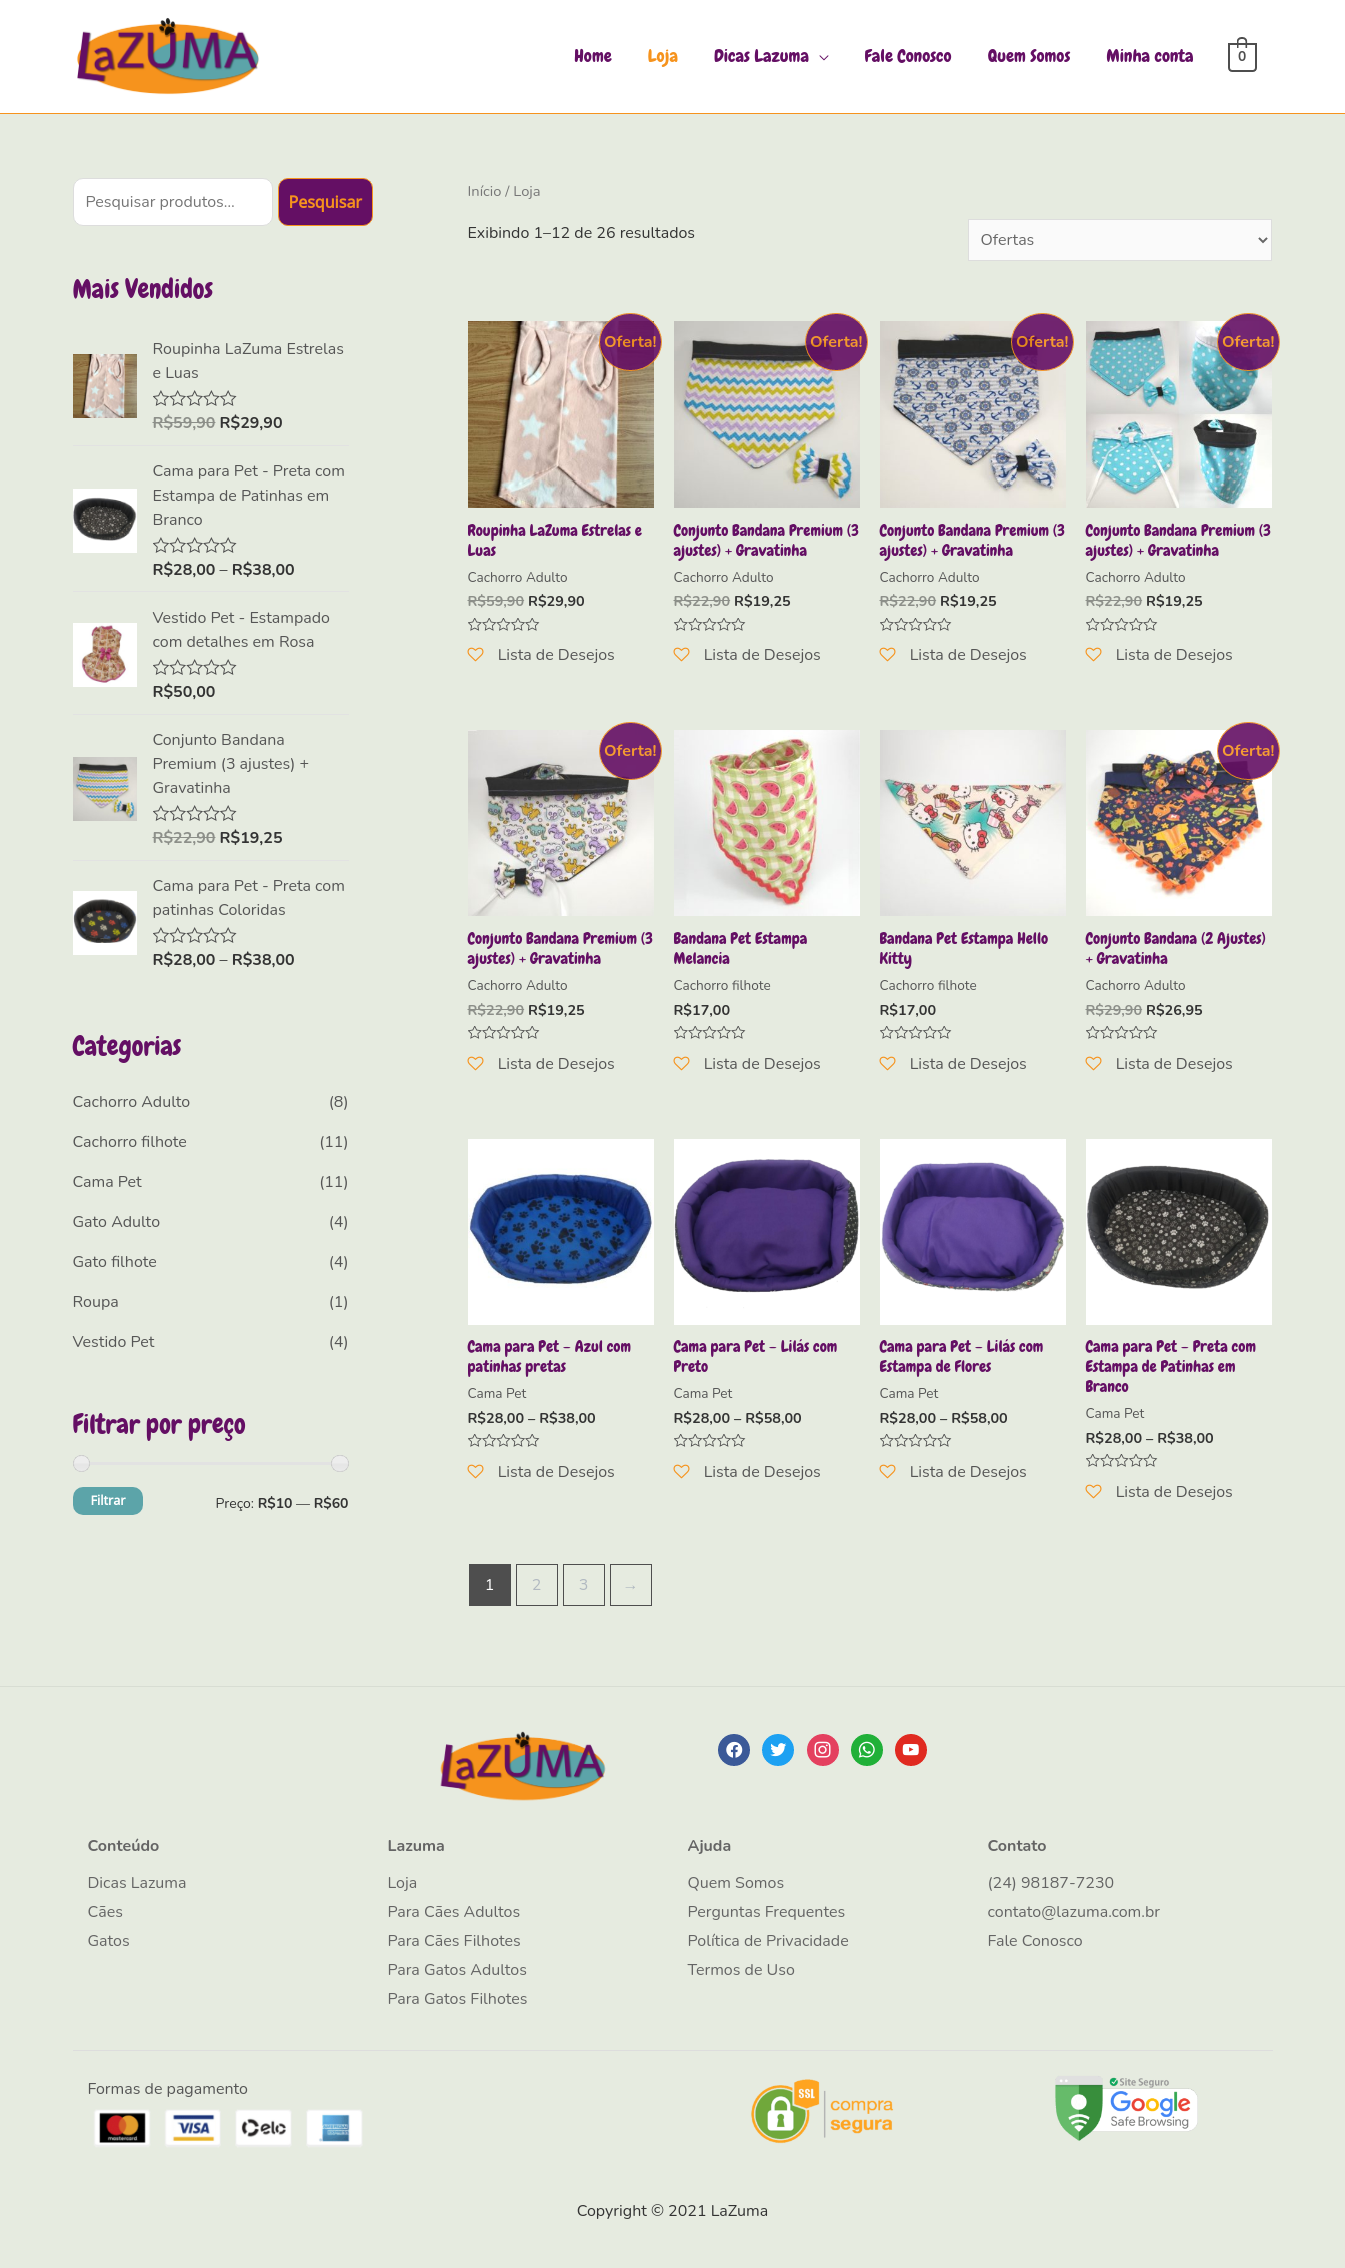 LaZUMA
Home
Loja
Dicas Lazuma
Fale Conosco
Quem Somos
Minha conta
0
Pesquisar produtos...
Pesquisar
Mais Vendidos
Roupinha LaZuma Estrelas
e Luas
R$59,90 R$29,90
Cama para Pet - Preta com
Estampa de Patinhas em
Branco
R$28,00 – R$38,00
Vestido Pet - Estampado
com detalhes em Rosa
R$50,00
Conjunto Bandana
Premium (3 ajustes) +
Gravatinha
R$22,90 R$19,25
Cama para Pet - Preta com
patinhas Coloridas
R$28,00 – R$38,00
Categorias
Cachorro Adulto (8)
Cachorro filhote (11)
Cama Pet (11)
Gato Adulto (4)
Gato filhote (4)
Roupa (1)
Vestido Pet (4)
Filtrar por preço
Filtrar
Preço: R$10 — R$60
Início / Loja
Exibindo 1–12 de 26 resultados
Ofertas
Oferta!
Roupinha LaZuma Estrelas e
Luas
Cachorro Adulto
R$59,90 R$29,90
Lista de Desejos
Oferta!
Conjunto Bandana Premium (3
ajustes) + Gravatinha
Cachorro Adulto
R$22,90 R$19,25
Lista de Desejos
Oferta!
Conjunto Bandana Premium (3
ajustes) + Gravatinha
Cachorro Adulto
R$22,90 R$19,25
Lista de Desejos
Oferta!
Conjunto Bandana Premium (3
ajustes) + Gravatinha
Cachorro Adulto
R$22,90 R$19,25
Lista de Desejos
Oferta!
Conjunto Bandana Premium (3
ajustes) + Gravatinha
Cachorro Adulto
R$22,90 R$19,25
Lista de Desejos
Bandana Pet Estampa
Melancia
Cachorro filhote
R$17,00
Lista de Desejos
Bandana Pet Estampa Hello
Kitty
Cachorro filhote
R$17,00
Lista de Desejos
Oferta!
Conjunto Bandana (2 Ajustes)
+ Gravatinha
Cachorro Adulto
R$29,90 R$26,95
Lista de Desejos
Cama para Pet – Azul com
patinhas pretas
Cama Pet
R$28,00 – R$38,00
Lista de Desejos
Cama para Pet – Lilás com
Preto
Cama Pet
R$28,00 – R$58,00
Lista de Desejos
Cama para Pet – Lilás com
Estampa de Flores
Cama Pet
R$28,00 – R$58,00
Lista de Desejos
Cama para Pet – Preta com
Estampa de Patinhas em
Branco
Cama Pet
R$28,00 – R$38,00
Lista de Desejos
1 2 3 →
LaZUMA
Conteúdo
Dicas Lazuma
Cães
Gatos
Lazuma
Loja
Para Cães Adultos
Para Cães Filhotes
Para Gatos Adultos
Para Gatos Filhotes
Ajuda
Quem Somos
Perguntas Frequentes
Política de Privacidade
Termos de Uso
Contato
(24) 98187-7230
contato@lazuma.com.br
Fale Conosco
Formas de pagamento
mastercard
VISA
elo
SSL
compra
segura
Site Seguro
Google
Safe Browsing
Copyright © 2021 LaZuma